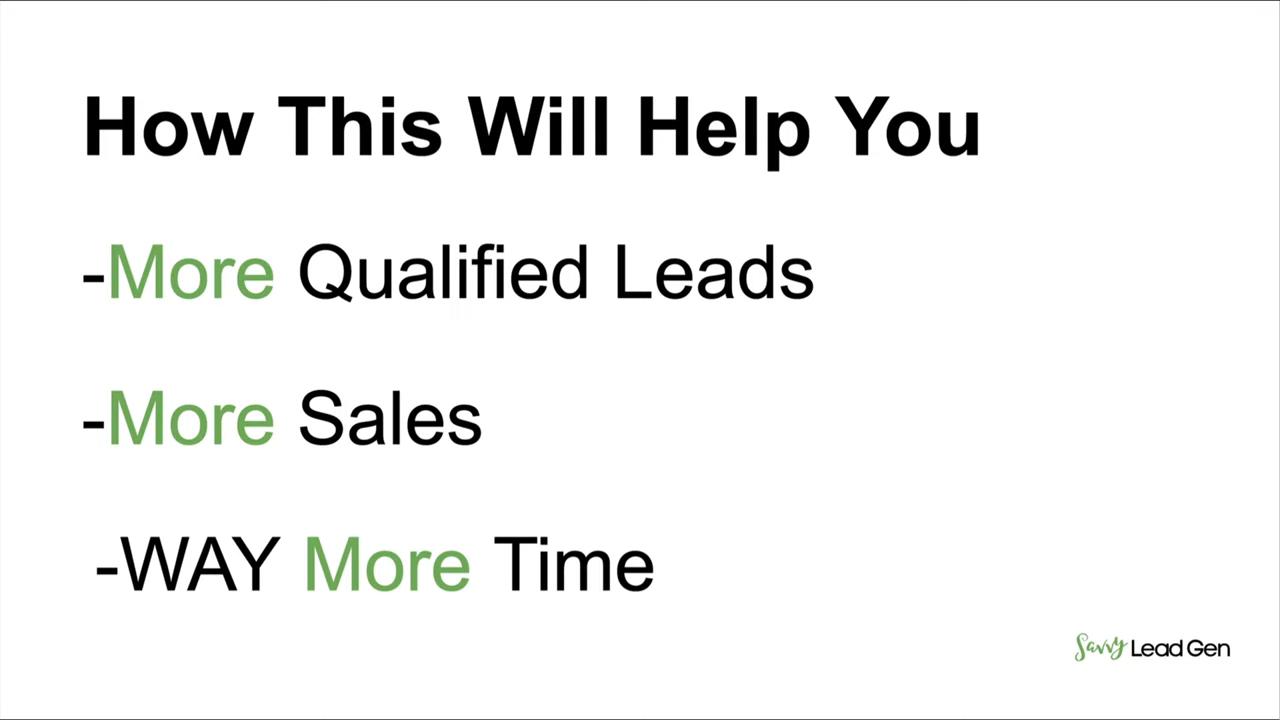 How This Will Help You
-More Qualified Leads
-More Sales
-WAY More Time
Savvy Lead Gen